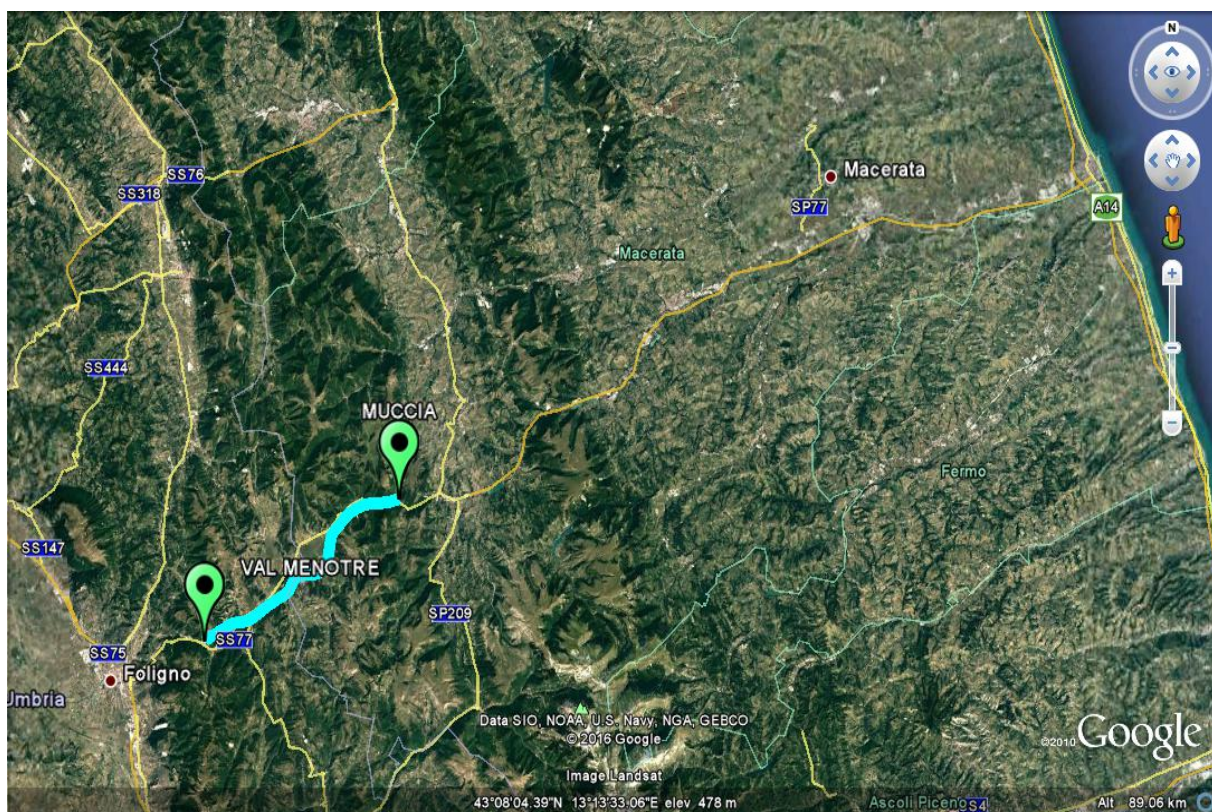 N
SS76
SS318
Macerata
SP77
A14
Macerata
SS444
MUCCIA
Fermo
SS147
VAL MENOTRE
SP209
SS77
SS75
Foligno
Umbria
Data SIO, NOAA, U.S. Navy, NGA, GEBCO
© 2016 Google
©2010 Google
Image Landsat
43°08'04.39"N 13°13'33.06"E elev 478 m
Ascoli Piceno
S4
Alt 89.06 km